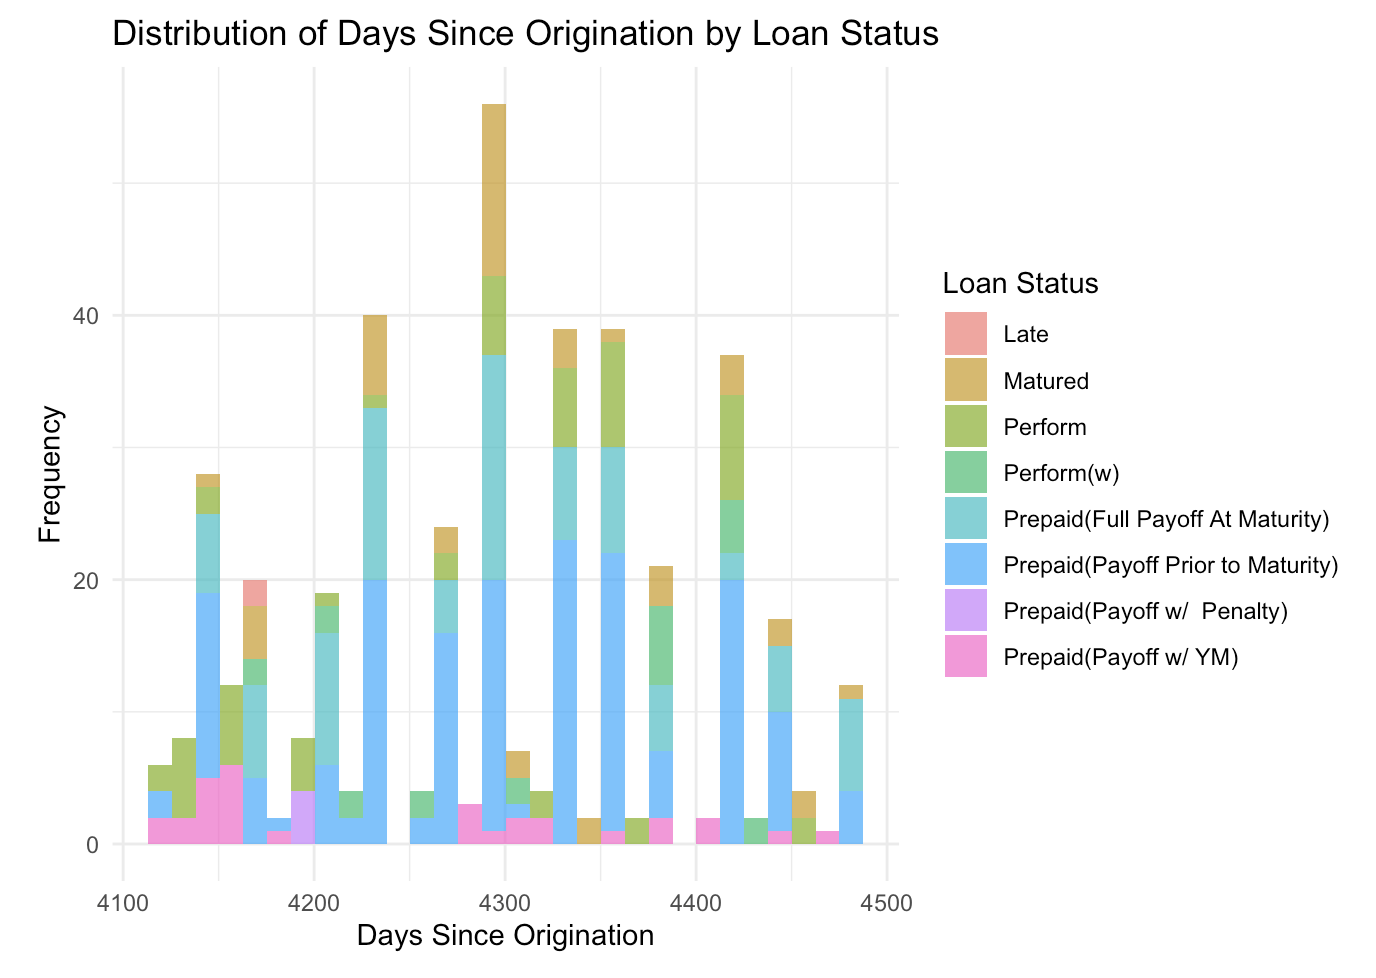 Distribution of Days Since Origination by Loan Status
Frequency
40
20
0
4100 4200 4300 4400 4500
Days Since Origination
Loan Status
Late
Matured
Perform
Perform(w)
Prepaid(Full Payoff At Maturity)
Prepaid(Payoff Prior to Maturity)
Prepaid(Payoff w/  Penalty)
Prepaid(Payoff w/ YM)